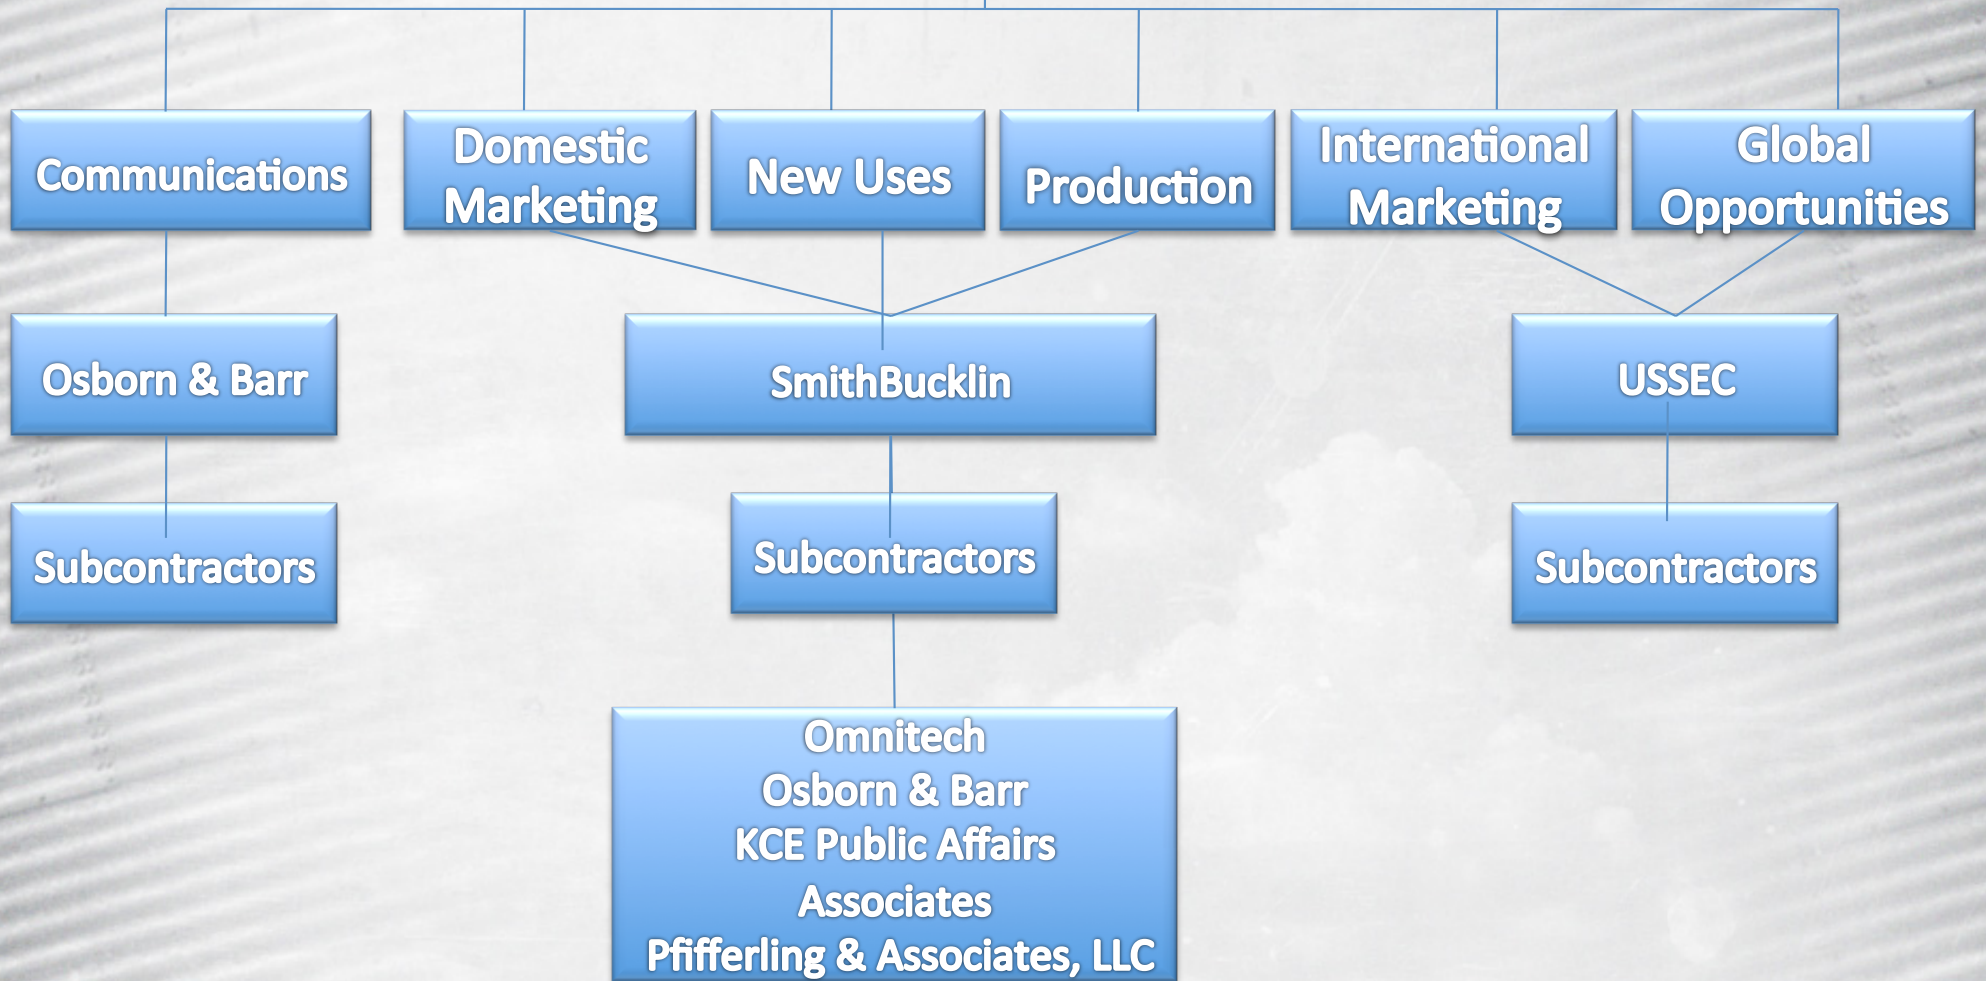 Communications
Domestic
Marketing
New Uses
Production
International
Marketing
Global
Opportunities
Osborn & Barr
SmithBucklin
USSEC
Subcontractors
Subcontractors
Subcontractors
Omnitech
Osborn & Barr
KCE Public Affairs
Associates
Pfifferling & Associates, LLC